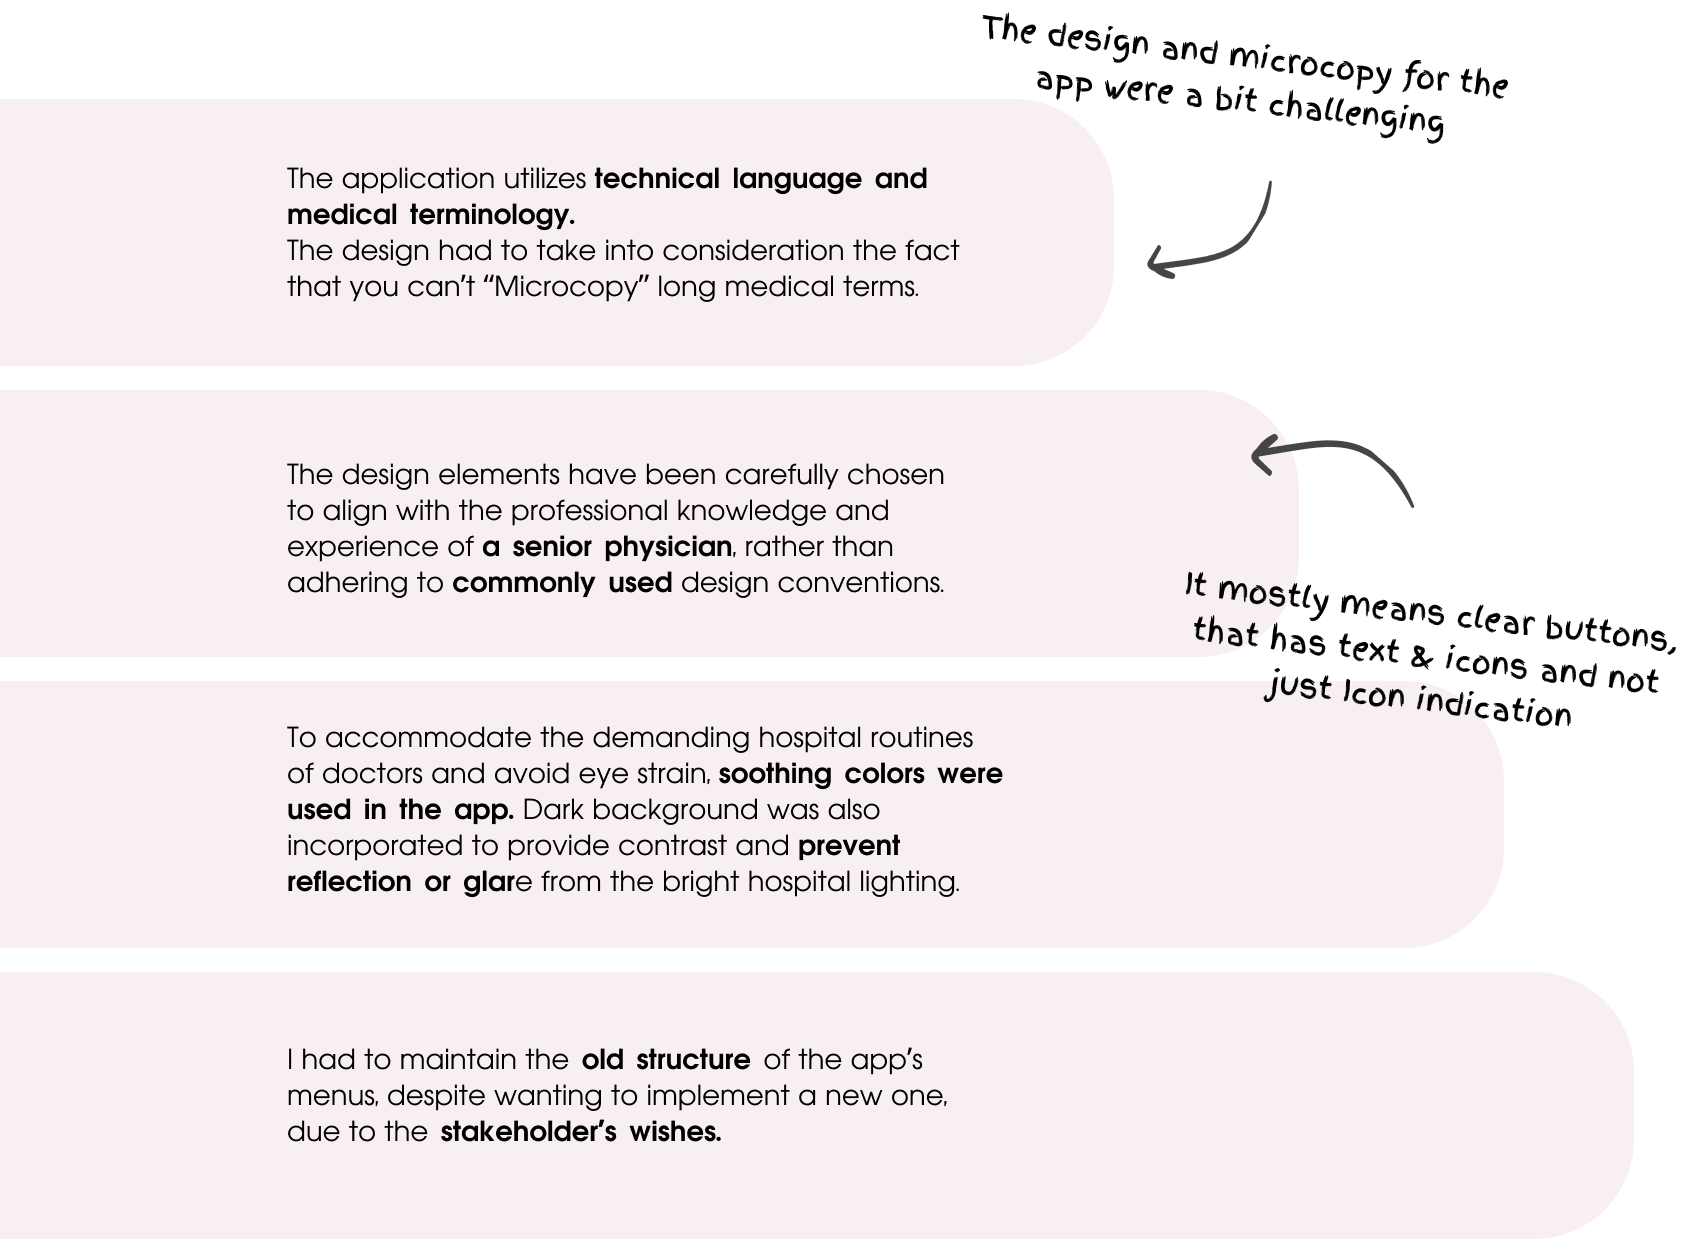 The design and microcopy for the
app were a bit challenging
The application utilizes technical language and
medical terminology.
The design had to take into consideration the fact
that you can't “Microcopy” long medical terms.
The design elements have been carefully chosen
to align with the professional knowledge and
experience of a senior physician, rather than
adhering to commonly used design conventions.
It mostly means clear buttons,
that has text & icons and not
just Icon indication
To accommodate the demanding hospital routines
of doctors and avoid eye strain, soothing colors were
used in the app. Dark background was also
incorporated to provide contrast and prevent
reflection or glare from the bright hospital lighting.
I had to maintain the old structure of the app's
menus, despite wanting to implement a new one,
due to the stakeholder's wishes.